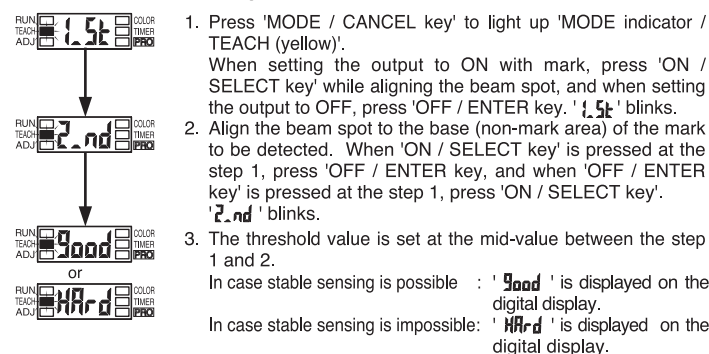 RUN COLOR
TEACH 1_St TIMER
ADJ PRO
1. Press 'MODE / CANCEL key' to light up 'MODE indicator /
TEACH (yellow)'.
When setting the output to ON with mark, press 'ON /
SELECT key' while aligning the beam spot, and when setting
the output to OFF, press 'OFF / ENTER key. ' 1_St ' blinks.
RUN COLOR
TEACH 2_nd TIMER
ADJ PRO
2. Align the beam spot to the base (non-mark area) of the mark
to be detected. When 'ON / SELECT key' is pressed at the
step 1, press 'OFF / ENTER key, and when 'OFF / ENTER
key' is pressed at the step 1, press 'ON / SELECT key'.
' 2_nd ' blinks.
RUN COLOR
TEACH good TIMER
ADJ PRO
or
RUN COLOR
TEACH HArd TIMER
ADJ PRO
3. The threshold value is set at the mid-value between the step
1 and 2.
In case stable sensing is possible : ' good ' is displayed on the
digital display.
In case stable sensing is impossible: ' HArd ' is displayed on the
digital display.